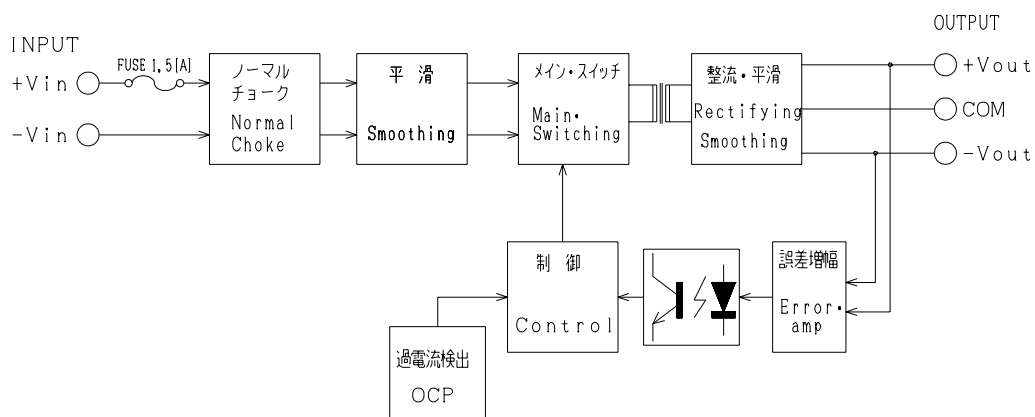 INPUT
OUTPUT
FUSE 1.5[A]
+Vin
-Vin
ノーマル
チョーク
Normal
Choke
平 滑
Smoothing
メイン・スイッチ
Main・
Switching
整流・平滑
Rectifying
Smoothing
+Vout
COM
-Vout
制 御
Control
誤差増幅
Error・
amp
過電流検出
OCP